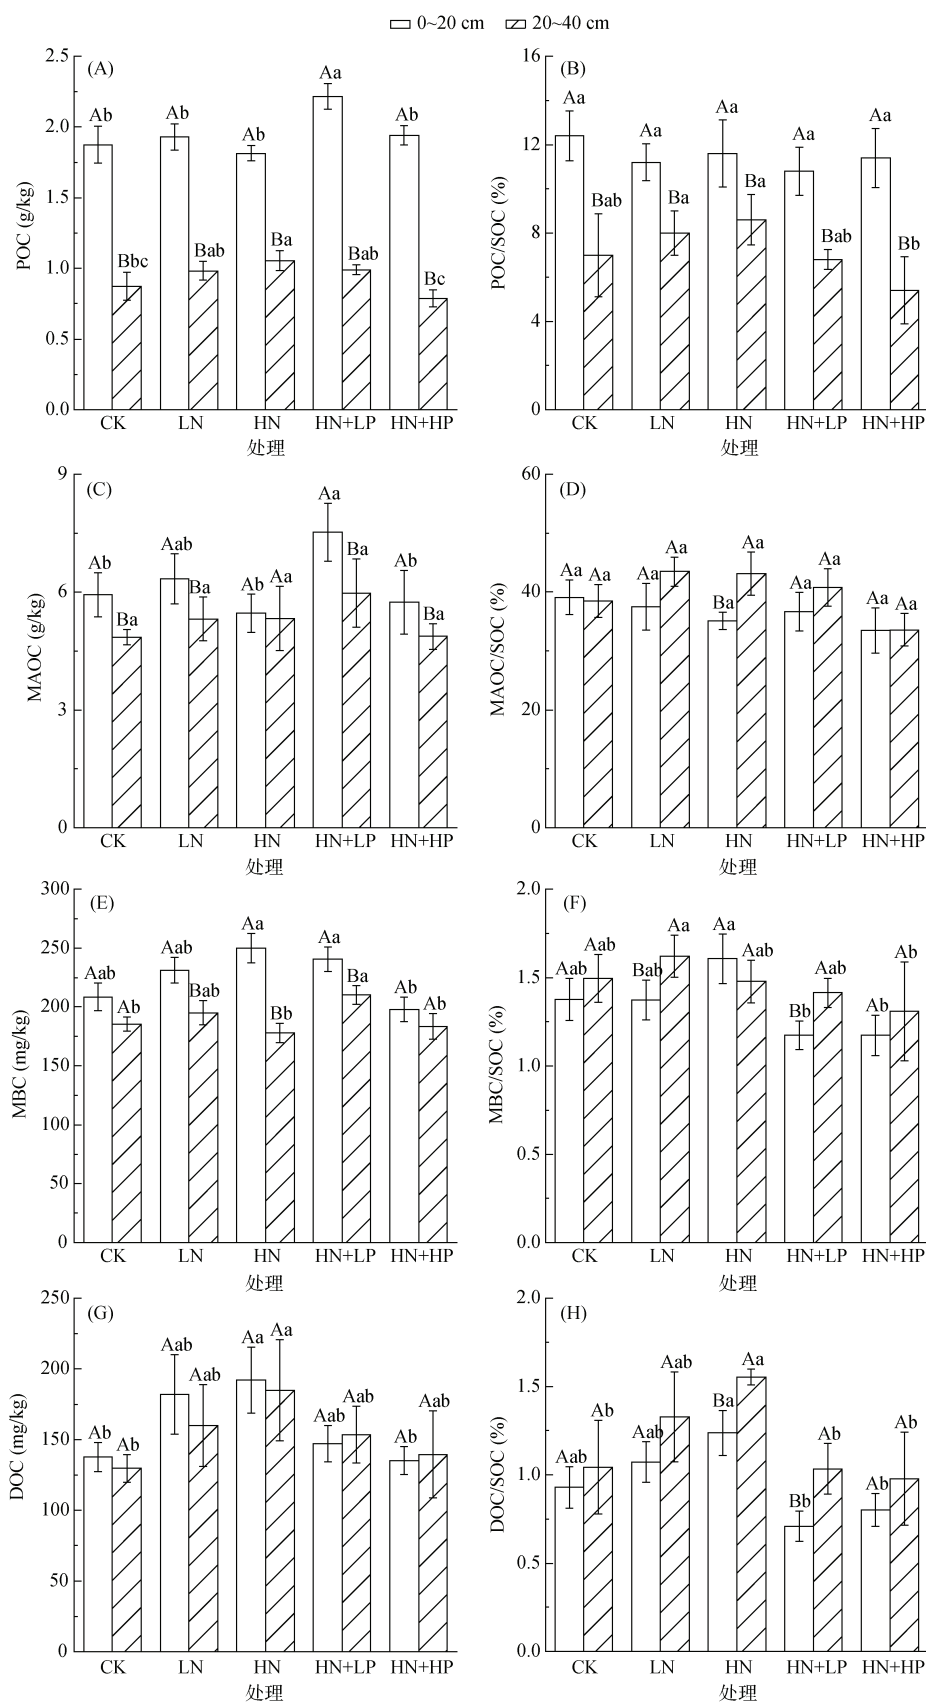 0~20 cm 20~40 cm
(A)
POC (g/kg)
2.5
2.0
1.5
1.0
0.5
0.0
Ab Bbc Ab Bab Ab Ba Aa Bab Ab Bc
CK LN HN HN+LP HN+HP
处理
(B)
POC/SOC (%)
16
12
8
4
0
Aa Bab Aa Ba Aa Ba Aa Bab Aa Bb
CK LN HN HN+LP HN+HP
处理
(C)
MAOC (g/kg)
9
6
3
0
Ab Ba Aab Ba Ab Aa Aa Ba Ab Ba
CK LN HN HN+LP HN+HP
处理
(D)
MAOC/SOC (%)
60
40
20
0
Aa Aa Aa Aa Ba Aa Aa Aa Aa Aa
CK LN HN HN+LP HN+HP
处理
(E)
MBC (mg/kg)
300
250
200
150
100
50
0
Aab Ab Aab Bab Aa Bb Aa Ba Ab Ab
CK LN HN HN+LP HN+HP
处理
(F)
MBC/SOC (%)
2.0
1.5
1.0
0.5
0.0
Aab Aab Bab Aa Aa Aab Bb Aab Ab Ab
CK LN HN HN+LP HN+HP
处理
(G)
DOC (mg/kg)
250
200
150
100
50
0
Ab Ab Aab Aab Aa Aa Aab Aab Ab Aab
CK LN HN HN+LP HN+HP
处理
(H)
DOC/SOC (%)
2.0
1.5
1.0
0.5
0.0
Ab Ab Aab Aab Ba Aa Bb Ab Ab Ab
CK LN HN HN+LP HN+HP
处理